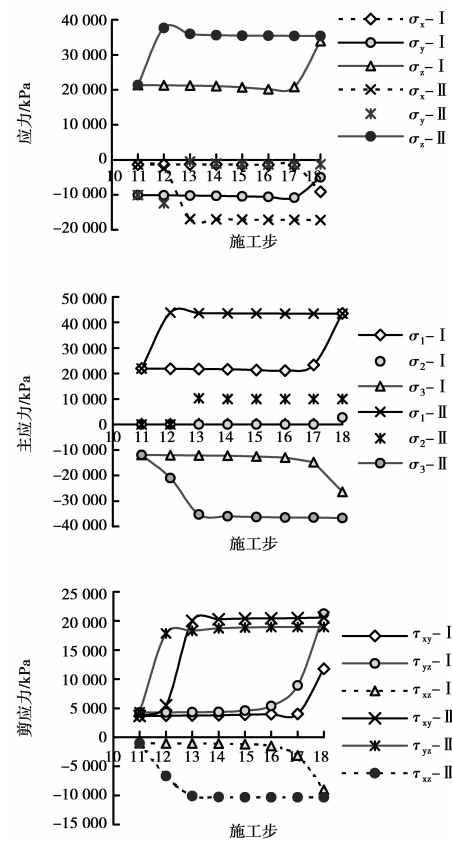 40 000
30 000
20 000
10 000
0
-10 000
-20 000
应力/kPa
10 11 12 13 14 15 16 17 18
施工步
σx-Ⅰ
σy-Ⅰ
σz-Ⅰ
σx-Ⅱ
σy-Ⅱ
σz-Ⅱ
50 000
40 000
30 000
20 000
10 000
0
-10 000
-20 000
-30 000
-40 000
主应力/kPa
10 11 12 13 14 15 16 17 18
施工步
σ1-Ⅰ
σ2-Ⅰ
σ3-Ⅰ
σ1-Ⅱ
σ2-Ⅱ
σ3-Ⅱ
25 000
20 000
15 000
10 000
5 000
0
-5 000
-10 000
-15 000
剪应力/kPa
10 11 12 13 14 15 16 17 18
施工步
τxy-Ⅰ
τyz-Ⅰ
τxz-Ⅰ
τxy-Ⅱ
τyz-Ⅱ
τxz-Ⅱ